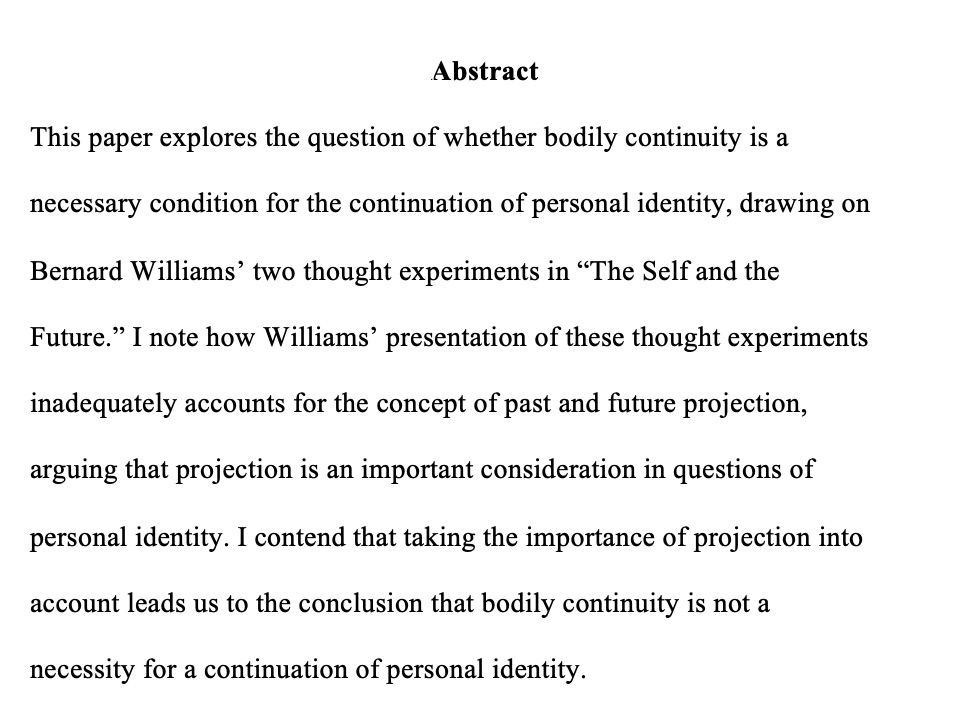 Abstract
This paper explores the question of whether bodily continuity is a
necessary condition for the continuation of personal identity, drawing on
Bernard Williams’ two thought experiments in “The Self and the
Future.” I note how Williams’ presentation of these thought experiments
inadequately accounts for the concept of past and future projection,
arguing that projection is an important consideration in questions of
personal identity. I contend that taking the importance of projection into
account leads us to the conclusion that bodily continuity is not a
necessity for a continuation of personal identity.